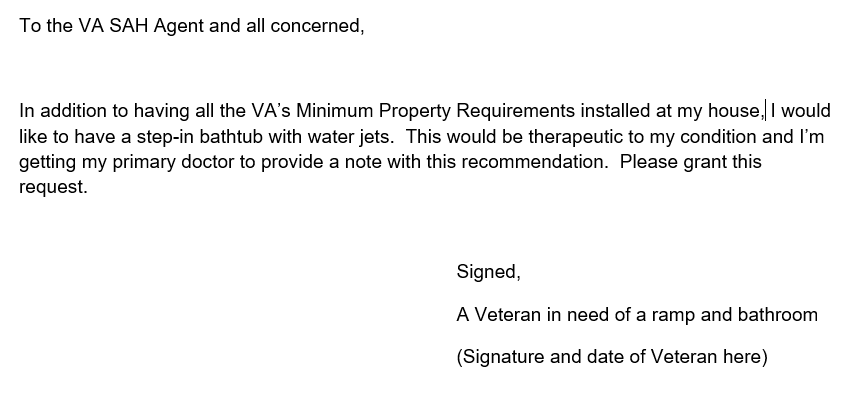 To the VA SAH Agent and all concerned,
In addition to having all the VA’s Minimum Property Requirements installed at my house, I would
like to have a step-in bathtub with water jets.  This would be therapeutic to my condition and I’m
getting my primary doctor to provide a note with this recommendation.  Please grant this
request.
Signed,
A Veteran in need of a ramp and bathroom
(Signature and date of Veteran here)